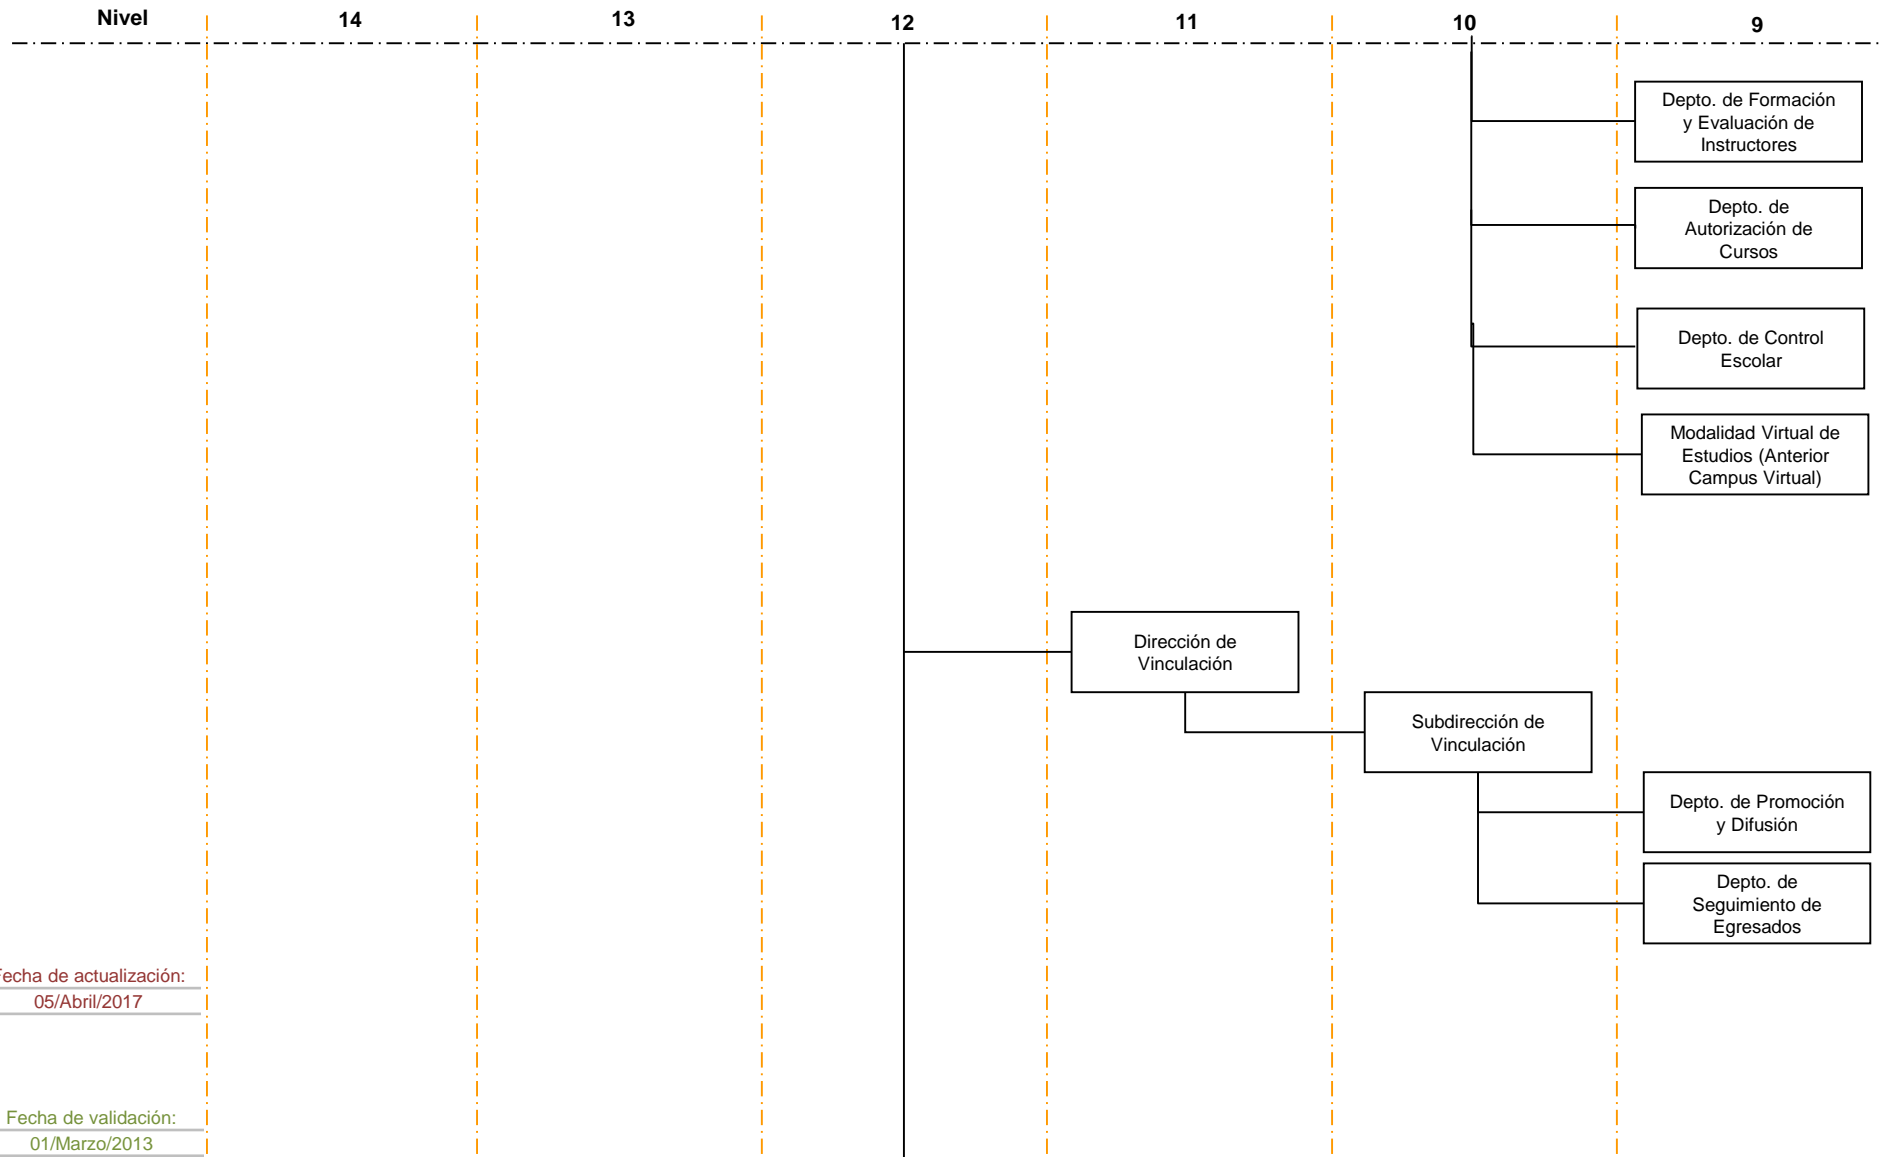 Nivel 14 13 12 11 10 9
Depto. de Formación
y Evaluación de
Instructores
Depto. de
Autorización de
Cursos
Depto. de Control
Escolar
Modalidad Virtual de
Estudios (Anterior
Campus Virtual)
Dirección de
Vinculación
Subdirección de
Vinculación
Depto. de Promoción
y Difusión
Depto. de
Seguimiento de
Egresados
Fecha de actualización:
05/Abril/2017
Fecha de validación:
01/Marzo/2013